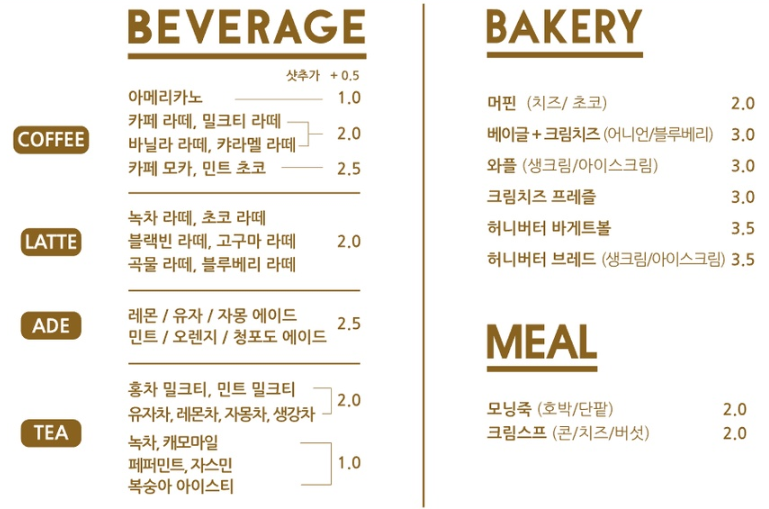 BEVERAGE
샷추가 + 0.5
COFFEE
아메리카노 1.0
카페 라떼, 밀크티 라떼
바닐라 라떼, 캬라멜 라떼 2.0
카페 모카, 민트 초코 2.5
LATTE
녹차 라떼, 초코 라떼
블랙빈 라떼, 고구마 라떼 2.0
곡물 라떼, 블루베리 라떼
ADE
레몬 / 유자 / 자몽 에이드
민트 / 오렌지 / 청포도 에이드 2.5
TEA
홍차 밀크티, 민트 밀크티
유자차, 레몬차, 자몽차, 생강차 2.0
녹차, 캐모마일
페퍼민트, 자스민 1.0
복숭아 아이스티
BAKERY
머핀 (치즈/ 초코) 2.0
베이글 + 크림치즈 (어니언/블루베리) 3.0
와플 (생크림/아이스크림) 3.0
크림치즈 프레즐 3.0
허니버터 바게트볼 3.5
허니버터 브레드 (생크림/아이스크림) 3.5
MEAL
모닝죽 (호박/단팥) 2.0
크림스프 (콘/치즈/버섯) 2.0